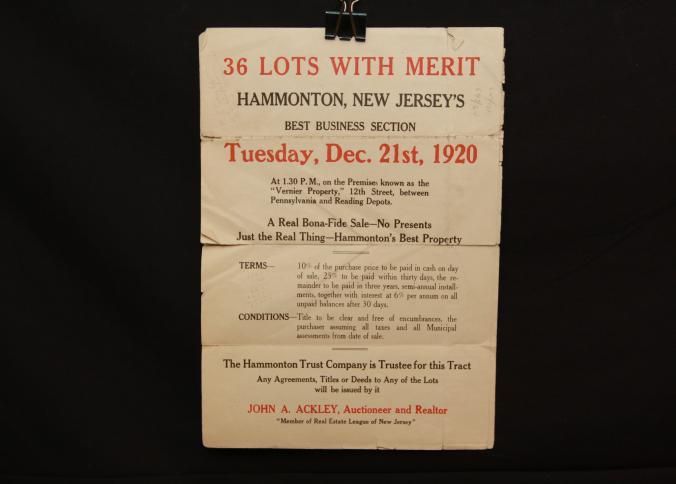 36 LOTS WITH MERIT
HAMMONTON, NEW JERSEY'S
BEST BUSINESS SECTION
Tuesday, Dec. 21st, 1920
At 1.30 P. M., on the Premises known as the
"Vernier Property," 12th Street, between
Pennsylvania and Reading Depots.
A Real Bona-Fide Sale—No Presents
Just the Real Thing—Hammonton's Best Property
TERMS— 10% of the purchase price to be paid in cash on day
of sale, 25% to be paid within thirty days, the re-
mainder to be paid in three years, semi-annual install-
ments, together with interest at 6% per annum on all
unpaid balances after 30 days.
CONDITIONS—Title to be clear and free of encumbrances, the
purchaser assuming all taxes and all Municipal
assessments from date of sale.
The Hammonton Trust Company is Trustee for this Tract
Any Agreements, Titles or Deeds to Any of the Lots
will be issued by it
JOHN A. ACKLEY, Auctioneer and Realtor
"Member of Real Estate League of New Jersey"